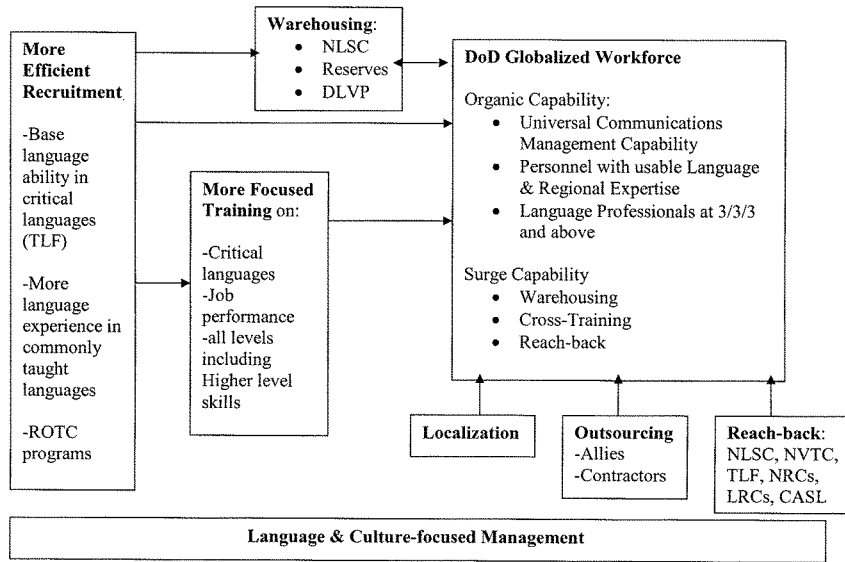 More
Efficient
Recruitment
-Base
language
ability in
critical
languages
(TLF)
-More
language
experience in
commonly
taught
languages
-ROTC
programs
Warehousing:
• NLSC
• Reserves
• DLVP
More Focused
Training on:
-Critical
languages
-Job
performance
-all levels
including
Higher level
skills
DoD Globalized Workforce
Organic Capability:
• Universal Communications
Management Capability
• Personnel with usable Language
& Regional Expertise
• Language Professionals at 3/3/3
and above
Surge Capability
• Warehousing
• Cross-Training
• Reach-back
Localization
Outsourcing
-Allies
-Contractors
Reach-back:
NLSC, NVTC,
TLF, NRCs,
LRCs, CASL
Language & Culture-focused Management